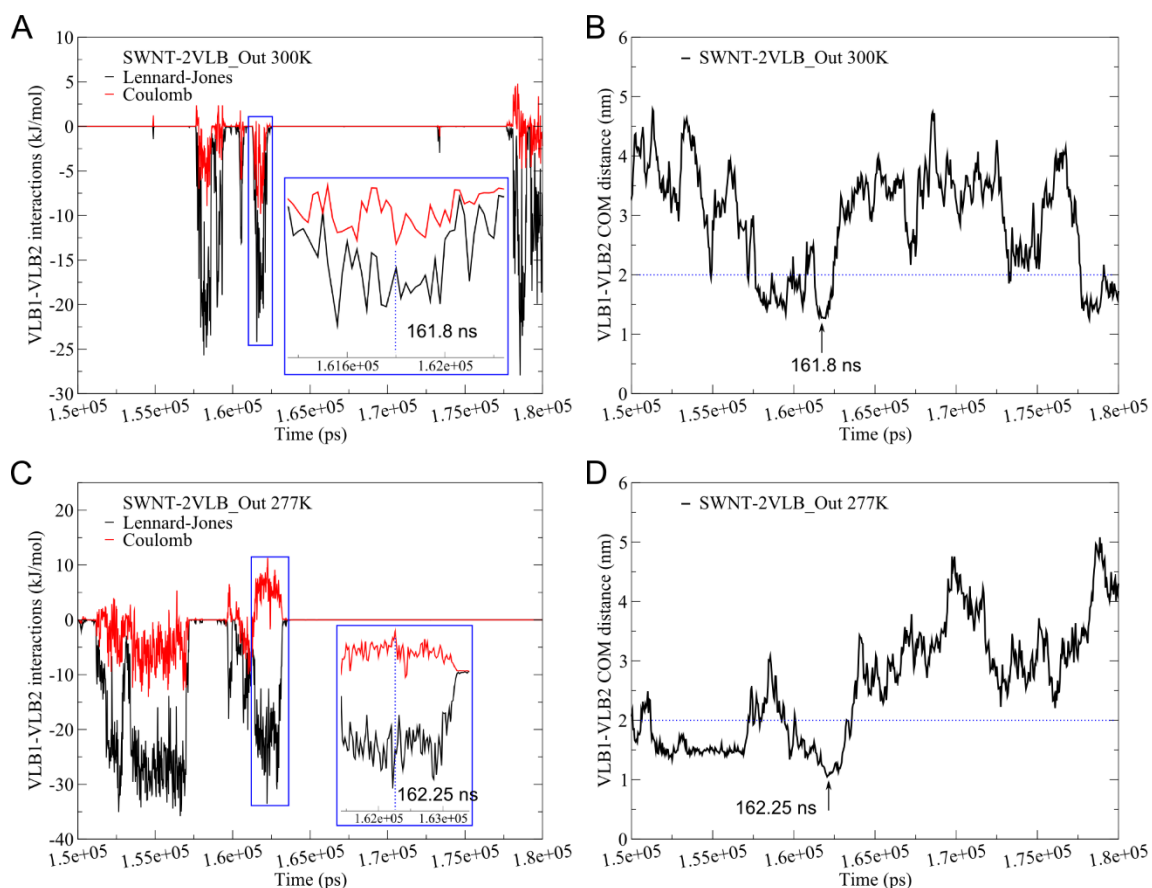 A
VLB1-VLB2 interactions (kJ/mol)
10
5
0
-5
-10
-15
-20
-25
-30
SWNT-2VLB_Out 300K
Lennard-Jones
Coulomb
161.8 ns
1.616e+05 1.62e+05
1.5e+05 1.55e+05 1.6e+05 1.65e+05 1.7e+05 1.75e+05 1.8e+05
Time (ps)
B
VLB1-VLB2 COM distance (nm)
6
5
4
3
2
1
0
SWNT-2VLB_Out 300K
161.8 ns
1.5e+05 1.55e+05 1.6e+05 1.65e+05 1.7e+05 1.75e+05 1.8e+05
Time (ps)
C
VLB1-VLB2 interactions (kJ/mol)
20
10
0
-10
-20
-30
-40
SWNT-2VLB_Out 277K
Lennard-Jones
Coulomb
162.25 ns
1.62e+05 1.63e+05
1.5e+05 1.55e+05 1.6e+05 1.65e+05 1.7e+05 1.75e+05 1.8e+05
Time (ps)
D
VLB1-VLB2 COM distance (nm)
6
5
4
3
2
1
0
SWNT-2VLB_Out 277K
162.25 ns
1.5e+05 1.55e+05 1.6e+05 1.65e+05 1.7e+05 1.75e+05 1.8e+05
Time (ps)